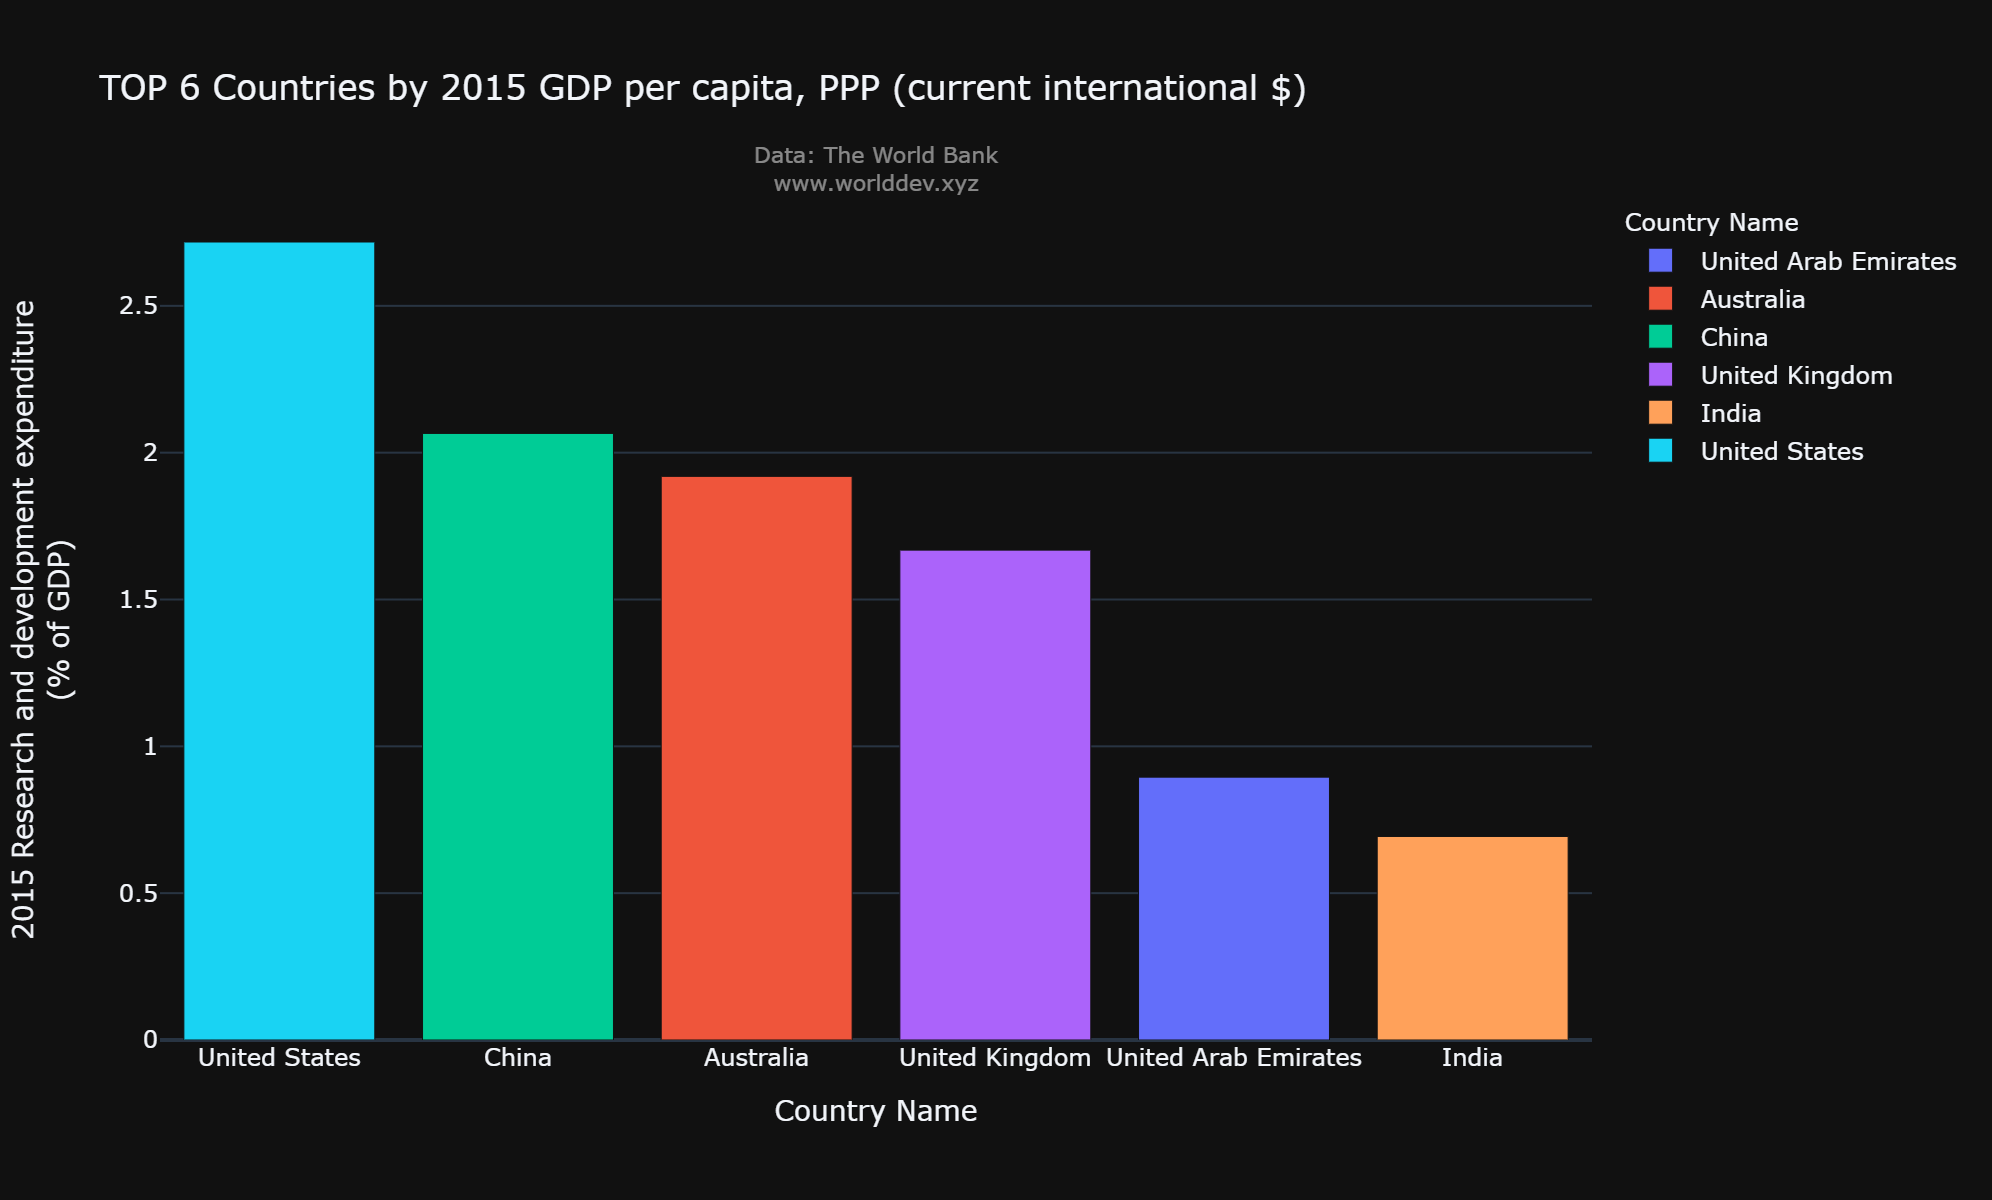 TOP 6 Countries by 2015 GDP per capita, PPP (current international $)
Data: The World Bank
www.worlddev.xyz
Country Name
United Arab Emirates
Australia
China
United Kingdom
India
United States
2015 Research and development expenditure
(% of GDP)
2.5
2
1.5
1
0.5
0
United States
China
Australia
United Kingdom
United Arab Emirates
India
Country Name